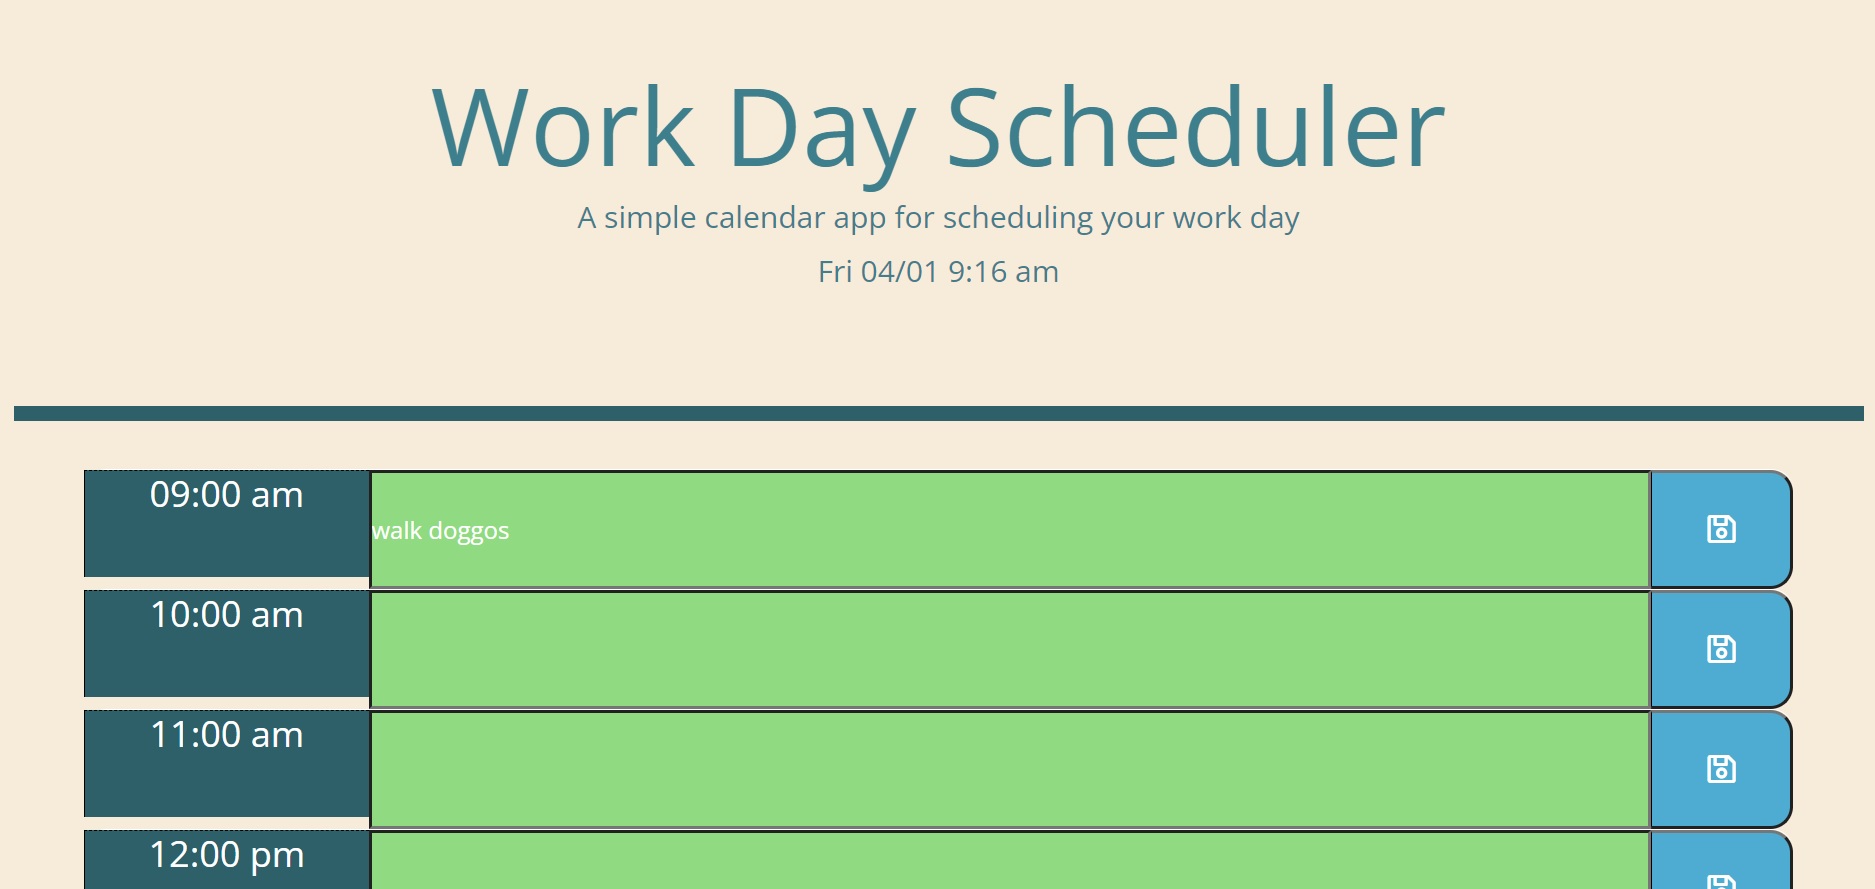 Work Day Scheduler
A simple calendar app for scheduling your work day
Fri 04/01 9:16 am
09:00 am
walk doggos
10:00 am
11:00 am
12:00 pm